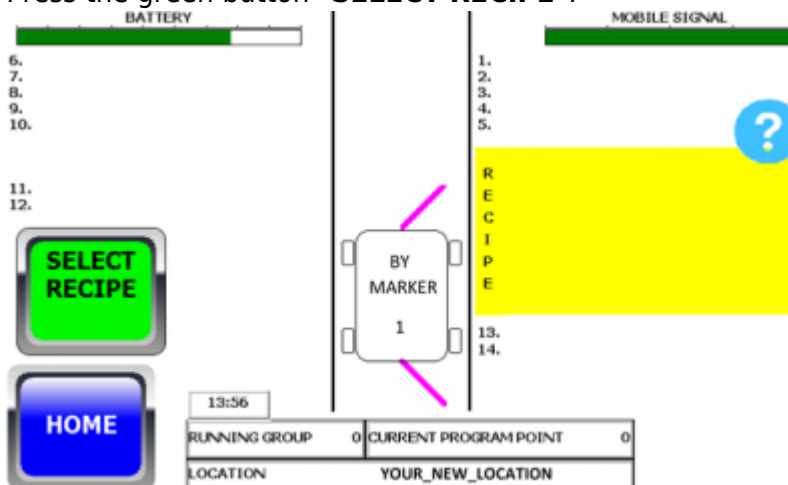 Press the green button "SELECT RECIPE".
BATTERY
MOBILE SIGNAL
6.
7.
8.
9.
10.
11.
12.
1.
2.
3.
4.
5.
?
R
E
C
I
P
E
13.
14.
SELECT
RECIPE
BY
MARKER
1
HOME
13:56
RUNNING GROUP 0
CURRENT PROGRAM POINT 0
LOCATION YOUR_NEW_LOCATION